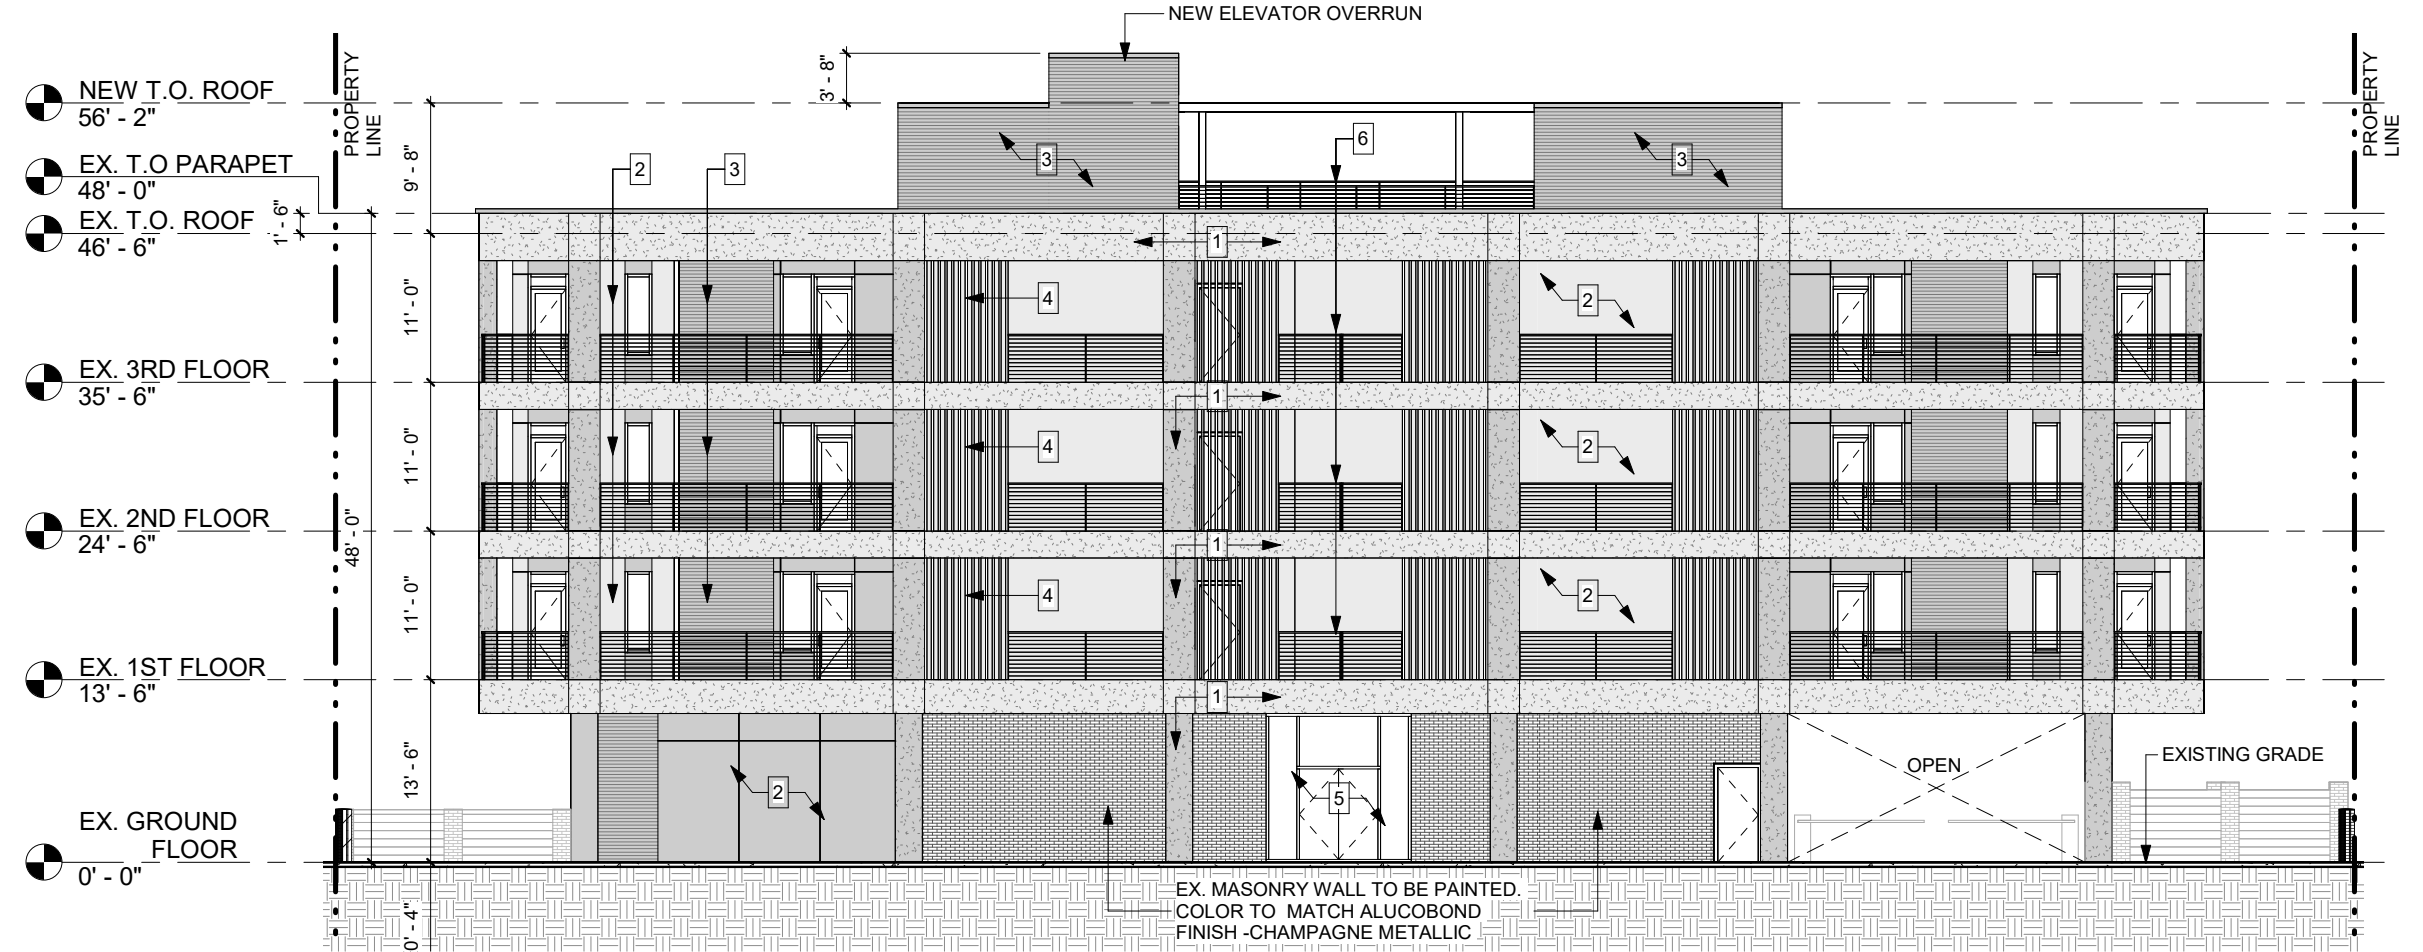 NEW ELEVATOR OVERRUN
NEW T.O. ROOF
56' - 2"
EX. T.O PARAPET
48' - 0"
EX. T.O. ROOF
46' - 6"
EX. 3RD FLOOR
35' - 6"
EX. 2ND FLOOR
24' - 6"
EX. 1ST FLOOR
13' - 6"
EX. GROUND
FLOOR
0' - 0"
PROPERTY
LINE
3' - 8"
9' - 8"
1' - 6"
11' - 0"
11' - 0"
11' - 0"
48' - 0"
13' - 6"
0' - 4"
2
3
3
6
3
1
4
2
1
4
2
1
4
2
1
2
5
OPEN
EXISTING GRADE
PROPERTY
LINE
EX. MASONRY WALL TO BE PAINTED.
COLOR TO MATCH ALUCOBOND
FINISH -CHAMPAGNE METALLIC